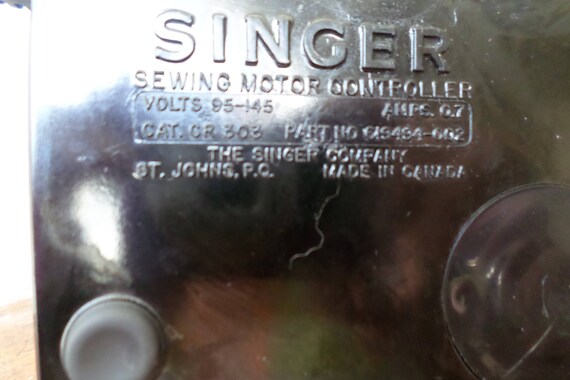 SINGER
SEWING MOTOR CONTROLLER
VOLTS 95-145 AMPS. 0.7
CAT. CR 303 PART NO 619494-002
THE SINGER COMPANY
ST. JOHNS, P.Q. MADE IN CANADA